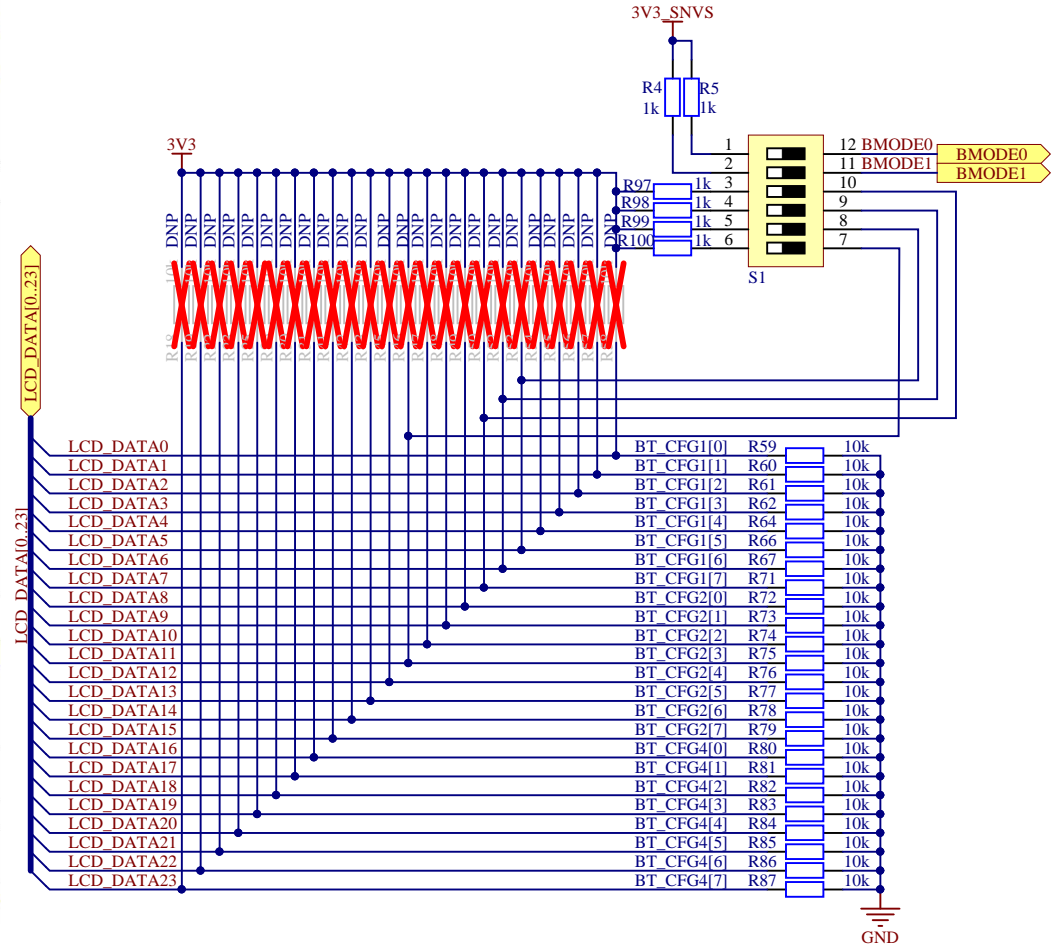 3V3_SNVS
R4 R5
1k 1k
3V3
1 12 BMODE0 BMODE0
2 11 BMODE1 BMODE1
R97 1k 3 10
R98 1k 4 9
R99 1k 5 8
R100 1k 6 7
S1
DNP DNP DNP DNP DNP DNP DNP DNP DNP DNP DNP DNP DNP DNP DNP DNP DNP DNP DNP DNP DNP DNP DNP DNP
LCD_DATA[0..23]
LCD_DATA[0..23]
LCD_DATA0 BT_CFG1[0] R59 10k
LCD_DATA1 BT_CFG1[1] R60 10k
LCD_DATA2 BT_CFG1[2] R61 10k
LCD_DATA3 BT_CFG1[3] R62 10k
LCD_DATA4 BT_CFG1[4] R64 10k
LCD_DATA5 BT_CFG1[5] R66 10k
LCD_DATA6 BT_CFG1[6] R67 10k
LCD_DATA7 BT_CFG1[7] R71 10k
LCD_DATA8 BT_CFG2[0] R72 10k
LCD_DATA9 BT_CFG2[1] R73 10k
LCD_DATA10 BT_CFG2[2] R74 10k
LCD_DATA11 BT_CFG2[3] R75 10k
LCD_DATA12 BT_CFG2[4] R76 10k
LCD_DATA13 BT_CFG2[5] R77 10k
LCD_DATA14 BT_CFG2[6] R78 10k
LCD_DATA15 BT_CFG2[7] R79 10k
LCD_DATA16 BT_CFG4[0] R80 10k
LCD_DATA17 BT_CFG4[1] R81 10k
LCD_DATA18 BT_CFG4[2] R82 10k
LCD_DATA19 BT_CFG4[3] R83 10k
LCD_DATA20 BT_CFG4[4] R84 10k
LCD_DATA21 BT_CFG4[5] R85 10k
LCD_DATA22 BT_CFG4[6] R86 10k
LCD_DATA23 BT_CFG4[7] R87 10k
GND